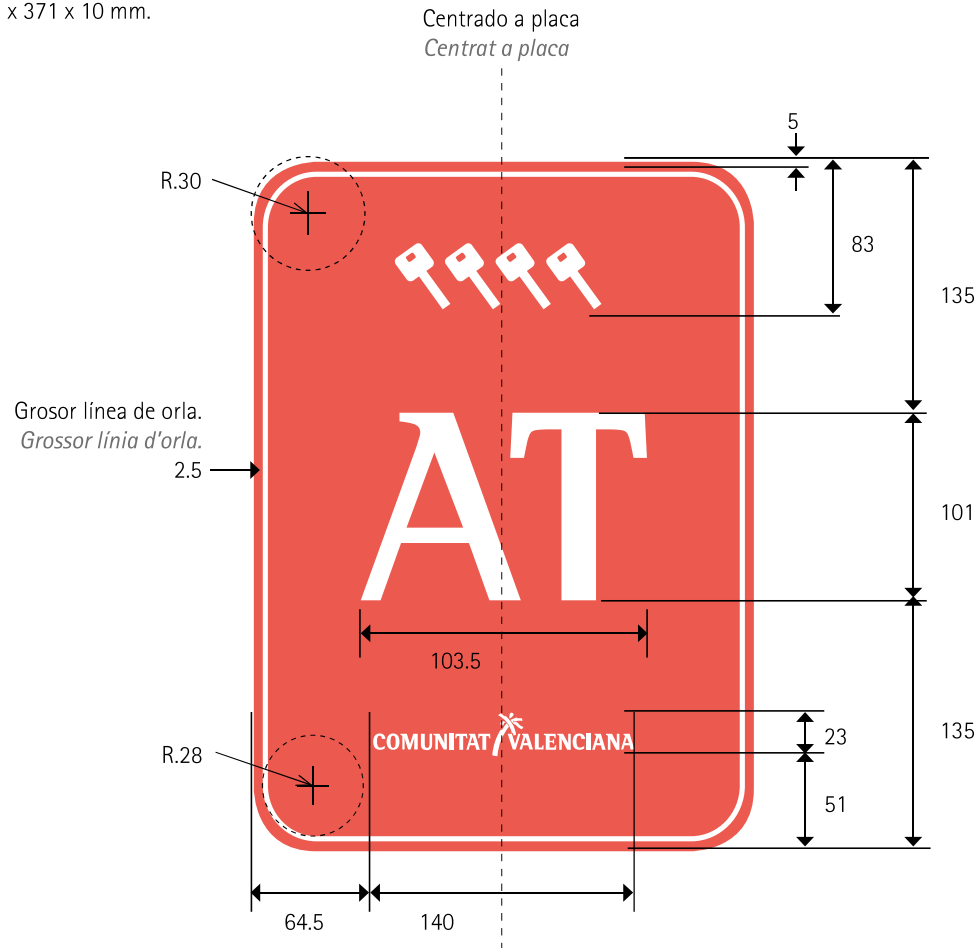 x 371 x 10 mm.
Centrado a placa
Centrat a placa
5
R.30
83
135
Grosor línea de orla.
Grossor línia d'orla.
2.5
AT
101
103.5
COMUNITAT VALENCIANA
23
135
R.28
51
64.5
140